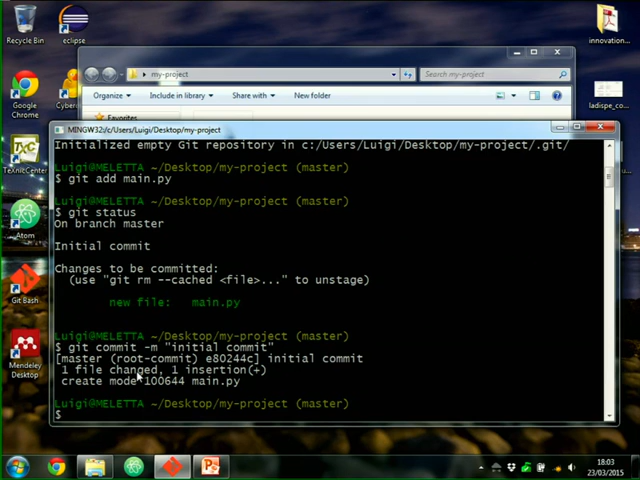 Recycle Bin
eclipse
innovation...
my-project
Search my-project
Organize
Include in library
Share with
New folder
Favorites
Google
Chrome
ladispe_co...
MINGW32:/c/Users/Luigi/Desktop/my-project
Initialized empty Git repository in c:/Users/Luigi/Desktop/my-project/.git/
Luigi@MELETTA ~/Desktop/my-project (master)
$ git add main.py
Luigi@MELETTA ~/Desktop/my-project (master)
$ git status
On branch master
Initial commit
Changes to be committed:
(use "git rm --cached <file>..." to unstage)
new file: main.py
Luigi@MELETTA ~/Desktop/my-project (master)
$ git commit -m "initial commit"
[master (root-commit) e80244c] initial commit
1 file changed, 1 insertion(+)
create mode 100644 main.py
Luigi@MELETTA ~/Desktop/my-project (master)
$
TeXnicCenter
Atom
Git Bash
Mendeley
Desktop
18:03
23/03/2015